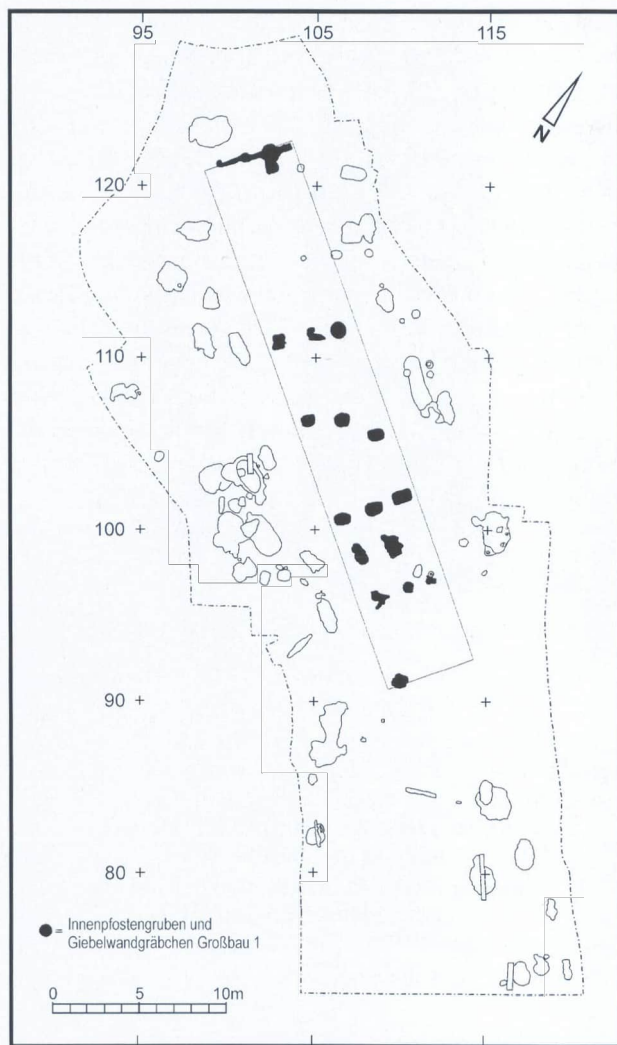 95 105 115
N
120
110
100
90
80
= Innenpfostengruben und
Giebelwandgräbchen Großbau 1
0 5 10m